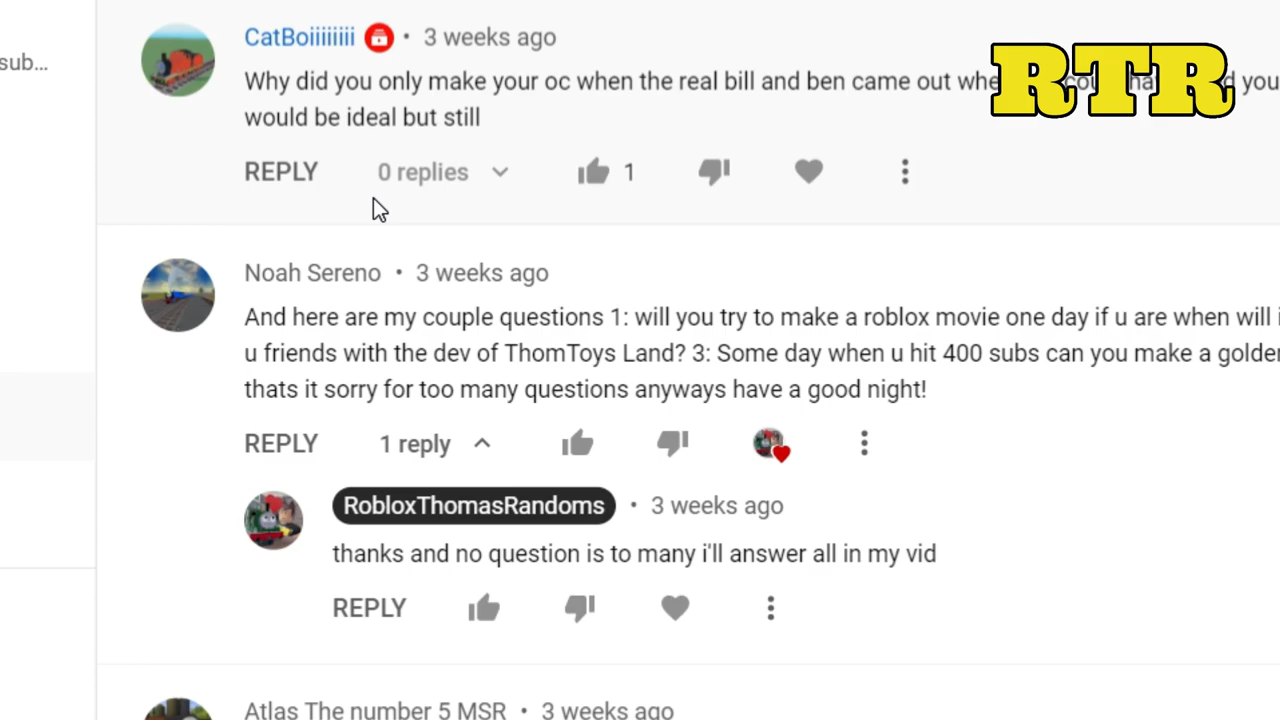 sub...
CatBoiiiiiiii • 3 weeks ago
RTR
Why did you only make your oc when the real bill and ben came out you
would be ideal but still
REPLY 0 replies 1
Noah Sereno • 3 weeks ago
And here are my couple questions 1: will you try to make a roblox movie one day if u are when will
u friends with the dev of ThomToys Land? 3: Some day when u hit 400 subs can you make a golden
thats it sorry for too many questions anyways have a good night!
REPLY 1 reply
RobloxThomasRandoms • 3 weeks ago
thanks and no question is to many i'll answer all in my vid
REPLY
Atlas The number 5 MSR • 3 weeks ago